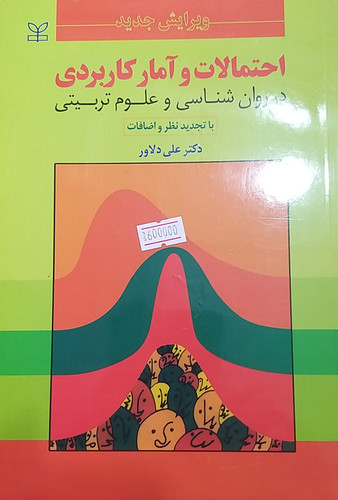 ویرایش جدید
احتمالات و آمار کاربردی
در روان شناسی و علوم تربیتی
با تجدید نظر و اضافات
دکتر علی دلاور